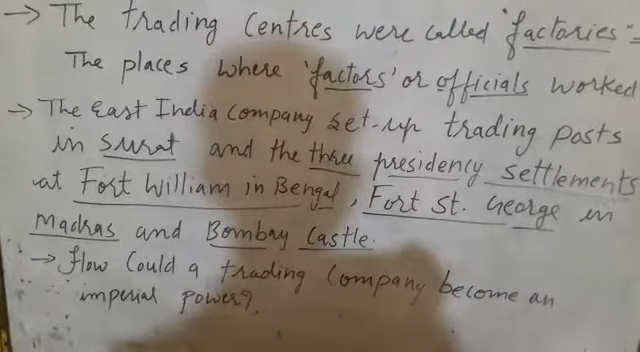 → The trading Centres were called "factories" =
The places where 'factors' or officials worked
→ The East India Company set-up trading posts
in Surat and the three presidency settlements
at Fort William in Bengal, Fort St. George in
Madras and Bombay Castle.
→ How Could a trading Company become an
imperial power?